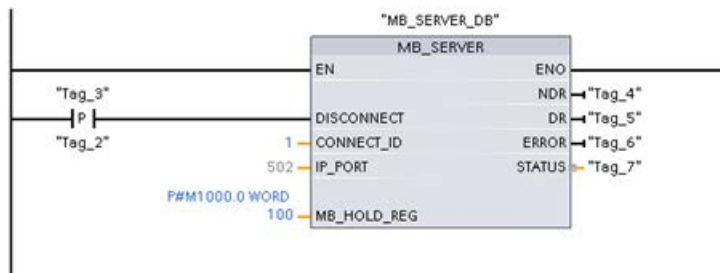 "MB_SERVER_DB"
MB_SERVER
EN ENO
"Tag_3" NDR "Tag_4"
P DISCONNECT DR "Tag_5"
"Tag_2" 1 CONNECT_ID ERROR "Tag_6"
502 IP_PORT STATUS "Tag_7"
P#M1000.0 WORD
100 MB_HOLD_REG